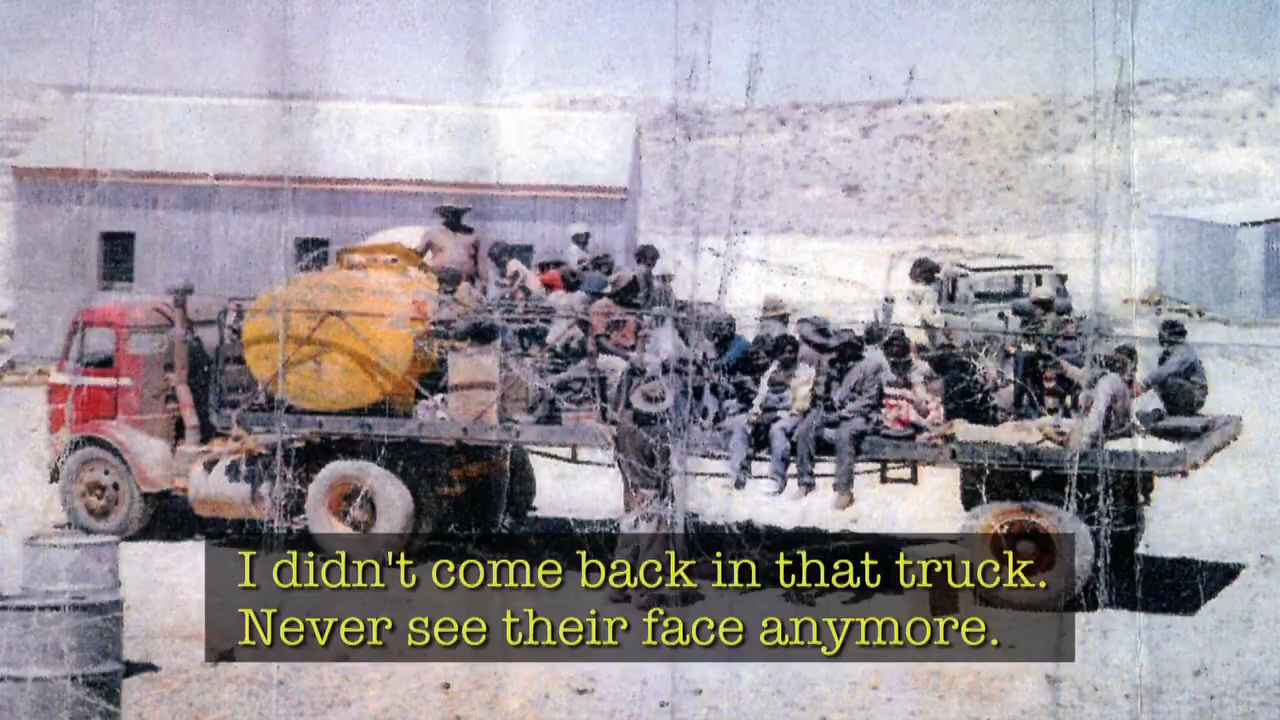 I didn't come back in that truck.
Never see their face anymore.